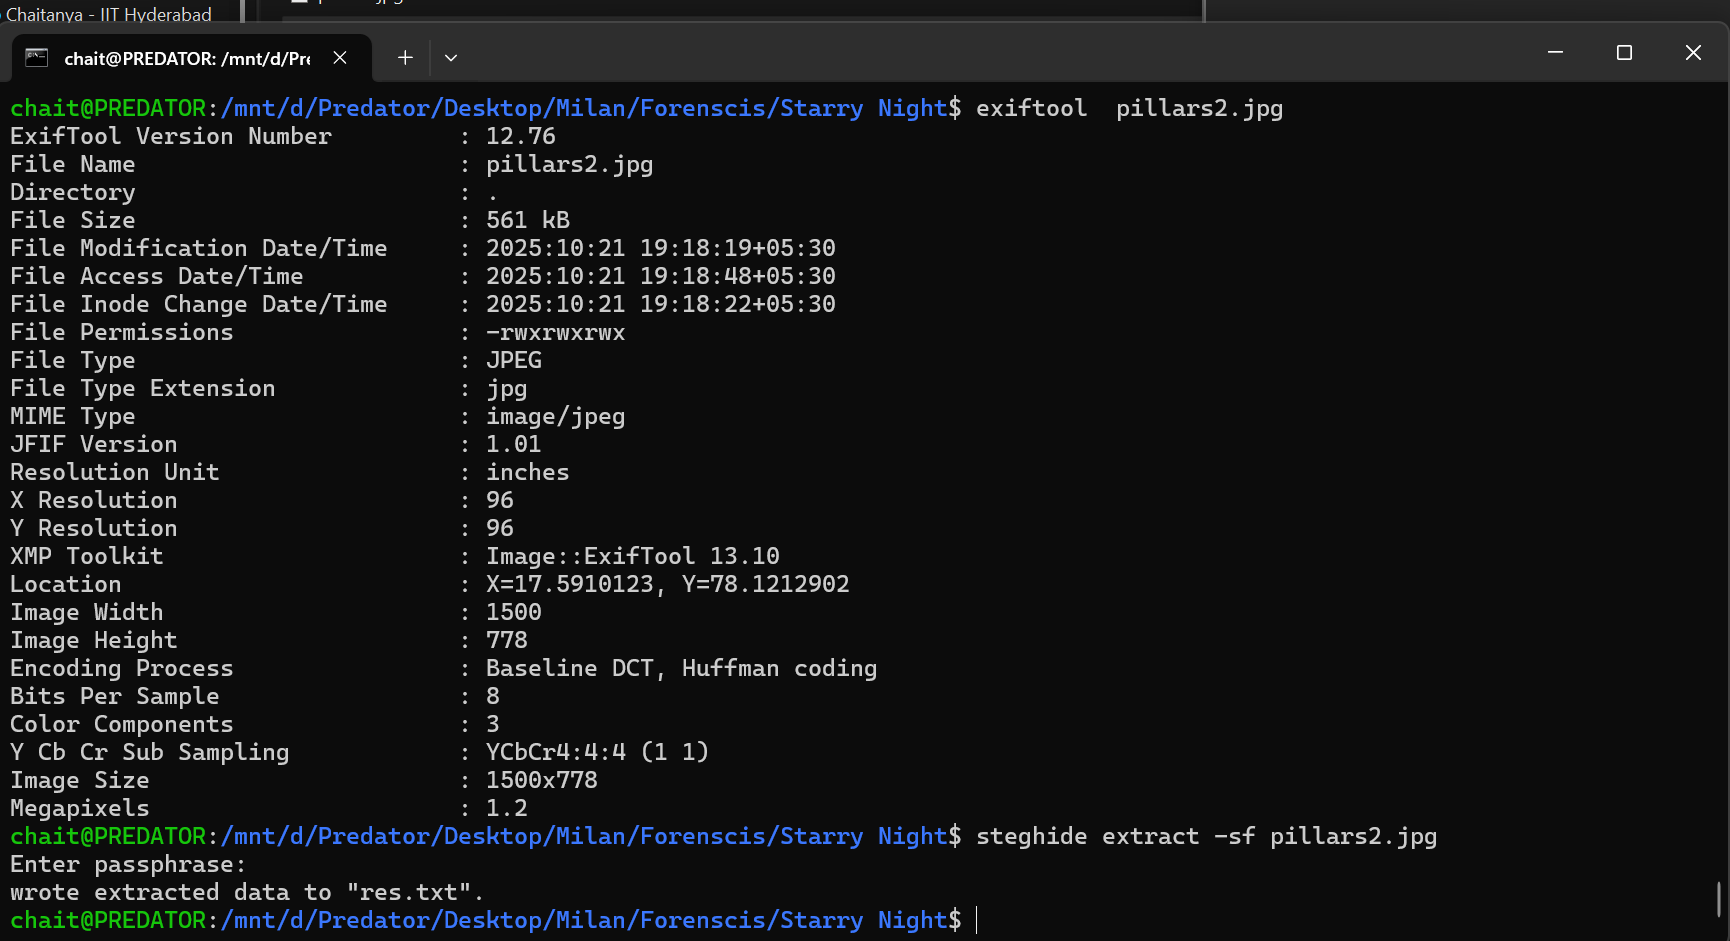 Chaitanya - IIT Hyderabad
chait@PREDATOR: /mnt/d/Pre
chait@PREDATOR:/mnt/d/Predator/Desktop/Milan/Forenscis/Starry Night$ exiftool  pillars2.jpg
ExifTool Version Number         : 12.76
File Name                       : pillars2.jpg
Directory                       : .
File Size                       : 561 kB
File Modification Date/Time     : 2025:10:21 19:18:19+05:30
File Access Date/Time           : 2025:10:21 19:18:48+05:30
File Inode Change Date/Time     : 2025:10:21 19:18:22+05:30
File Permissions                : -rwxrwxrwx
File Type                       : JPEG
File Type Extension             : jpg
MIME Type                       : image/jpeg
JFIF Version                    : 1.01
Resolution Unit                 : inches
X Resolution                    : 96
Y Resolution                    : 96
XMP Toolkit                     : Image::ExifTool 13.10
Location                        : X=17.5910123, Y=78.1212902
Image Width                     : 1500
Image Height                    : 778
Encoding Process                : Baseline DCT, Huffman coding
Bits Per Sample                 : 8
Color Components                : 3
Y Cb Cr Sub Sampling            : YCbCr4:4:4 (1 1)
Image Size                      : 1500x778
Megapixels                      : 1.2
chait@PREDATOR:/mnt/d/Predator/Desktop/Milan/Forenscis/Starry Night$ steghide extract -sf pillars2.jpg
Enter passphrase:
wrote extracted data to "res.txt".
chait@PREDATOR:/mnt/d/Predator/Desktop/Milan/Forenscis/Starry Night$